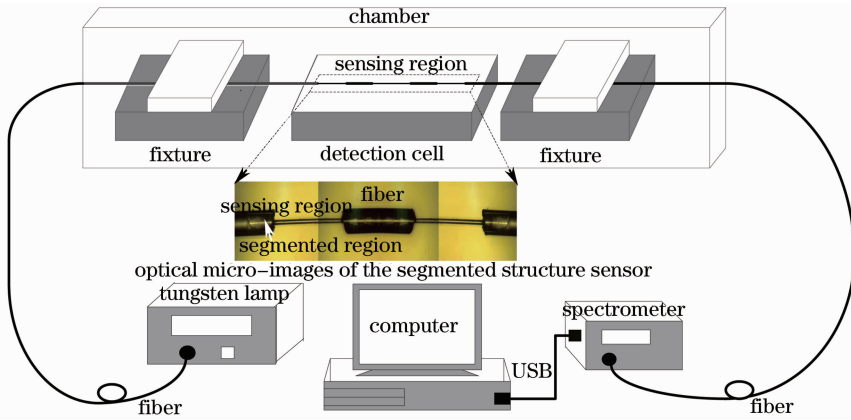 chamber
sensing region
fixture
detection cell
fixture
fiber
sensing region
segmented region
optical micro-images of the segmented structure sensor
tungsten lamp
spectrometer
computer
USB
fiber
fiber